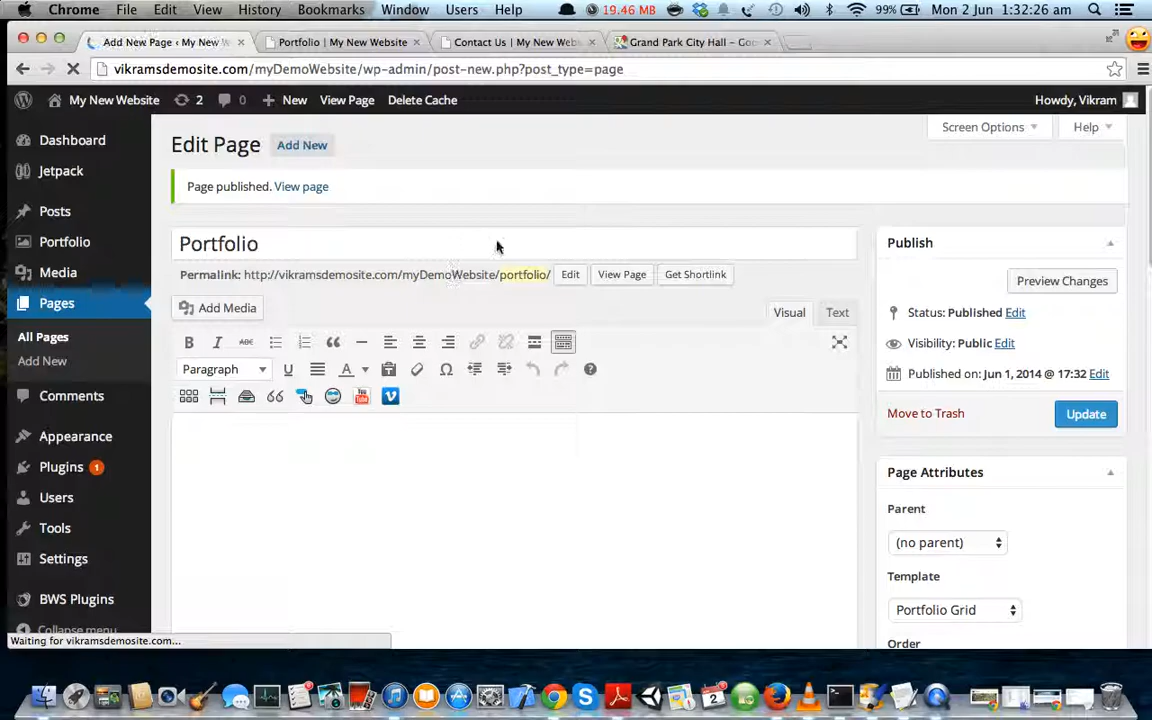 Chrome File Edit View History Bookmarks Window Users Help 19.46 MB 99% Mon 2 Jun 1:32:26 am
Add New Page ‹ My New W Portfolio | My New Website Contact Us | My New Web Grand Park City Hall – Goo
vikramsdemosite.com/myDemoWebsite/wp-admin/post-new.php?post_type=page
My New Website 2 0 New View Page Delete Cache Howdy, Vikram
Screen Options Help
Dashboard
Jetpack
Posts
Portfolio
Media
Pages
All Pages
Add New
Comments
Appearance
Plugins 1
Users
Tools
Settings
BWS Plugins
Collapse menu
Waiting for vikramsdemosite.com...
Edit Page Add New
Page published. View page
Portfolio
Permalink: http://vikramsdemosite.com/myDemoWebsite/portfolio/ Edit View Page Get Shortlink
Add Media Visual Text
B I ABC
Paragraph U A
You Tube
Publish
Preview Changes
Status: Published Edit
Visibility: Public Edit
Published on: Jun 1, 2014 @ 17:32 Edit
Move to Trash Update
Page Attributes
Parent
(no parent)
Template
Portfolio Grid
Order